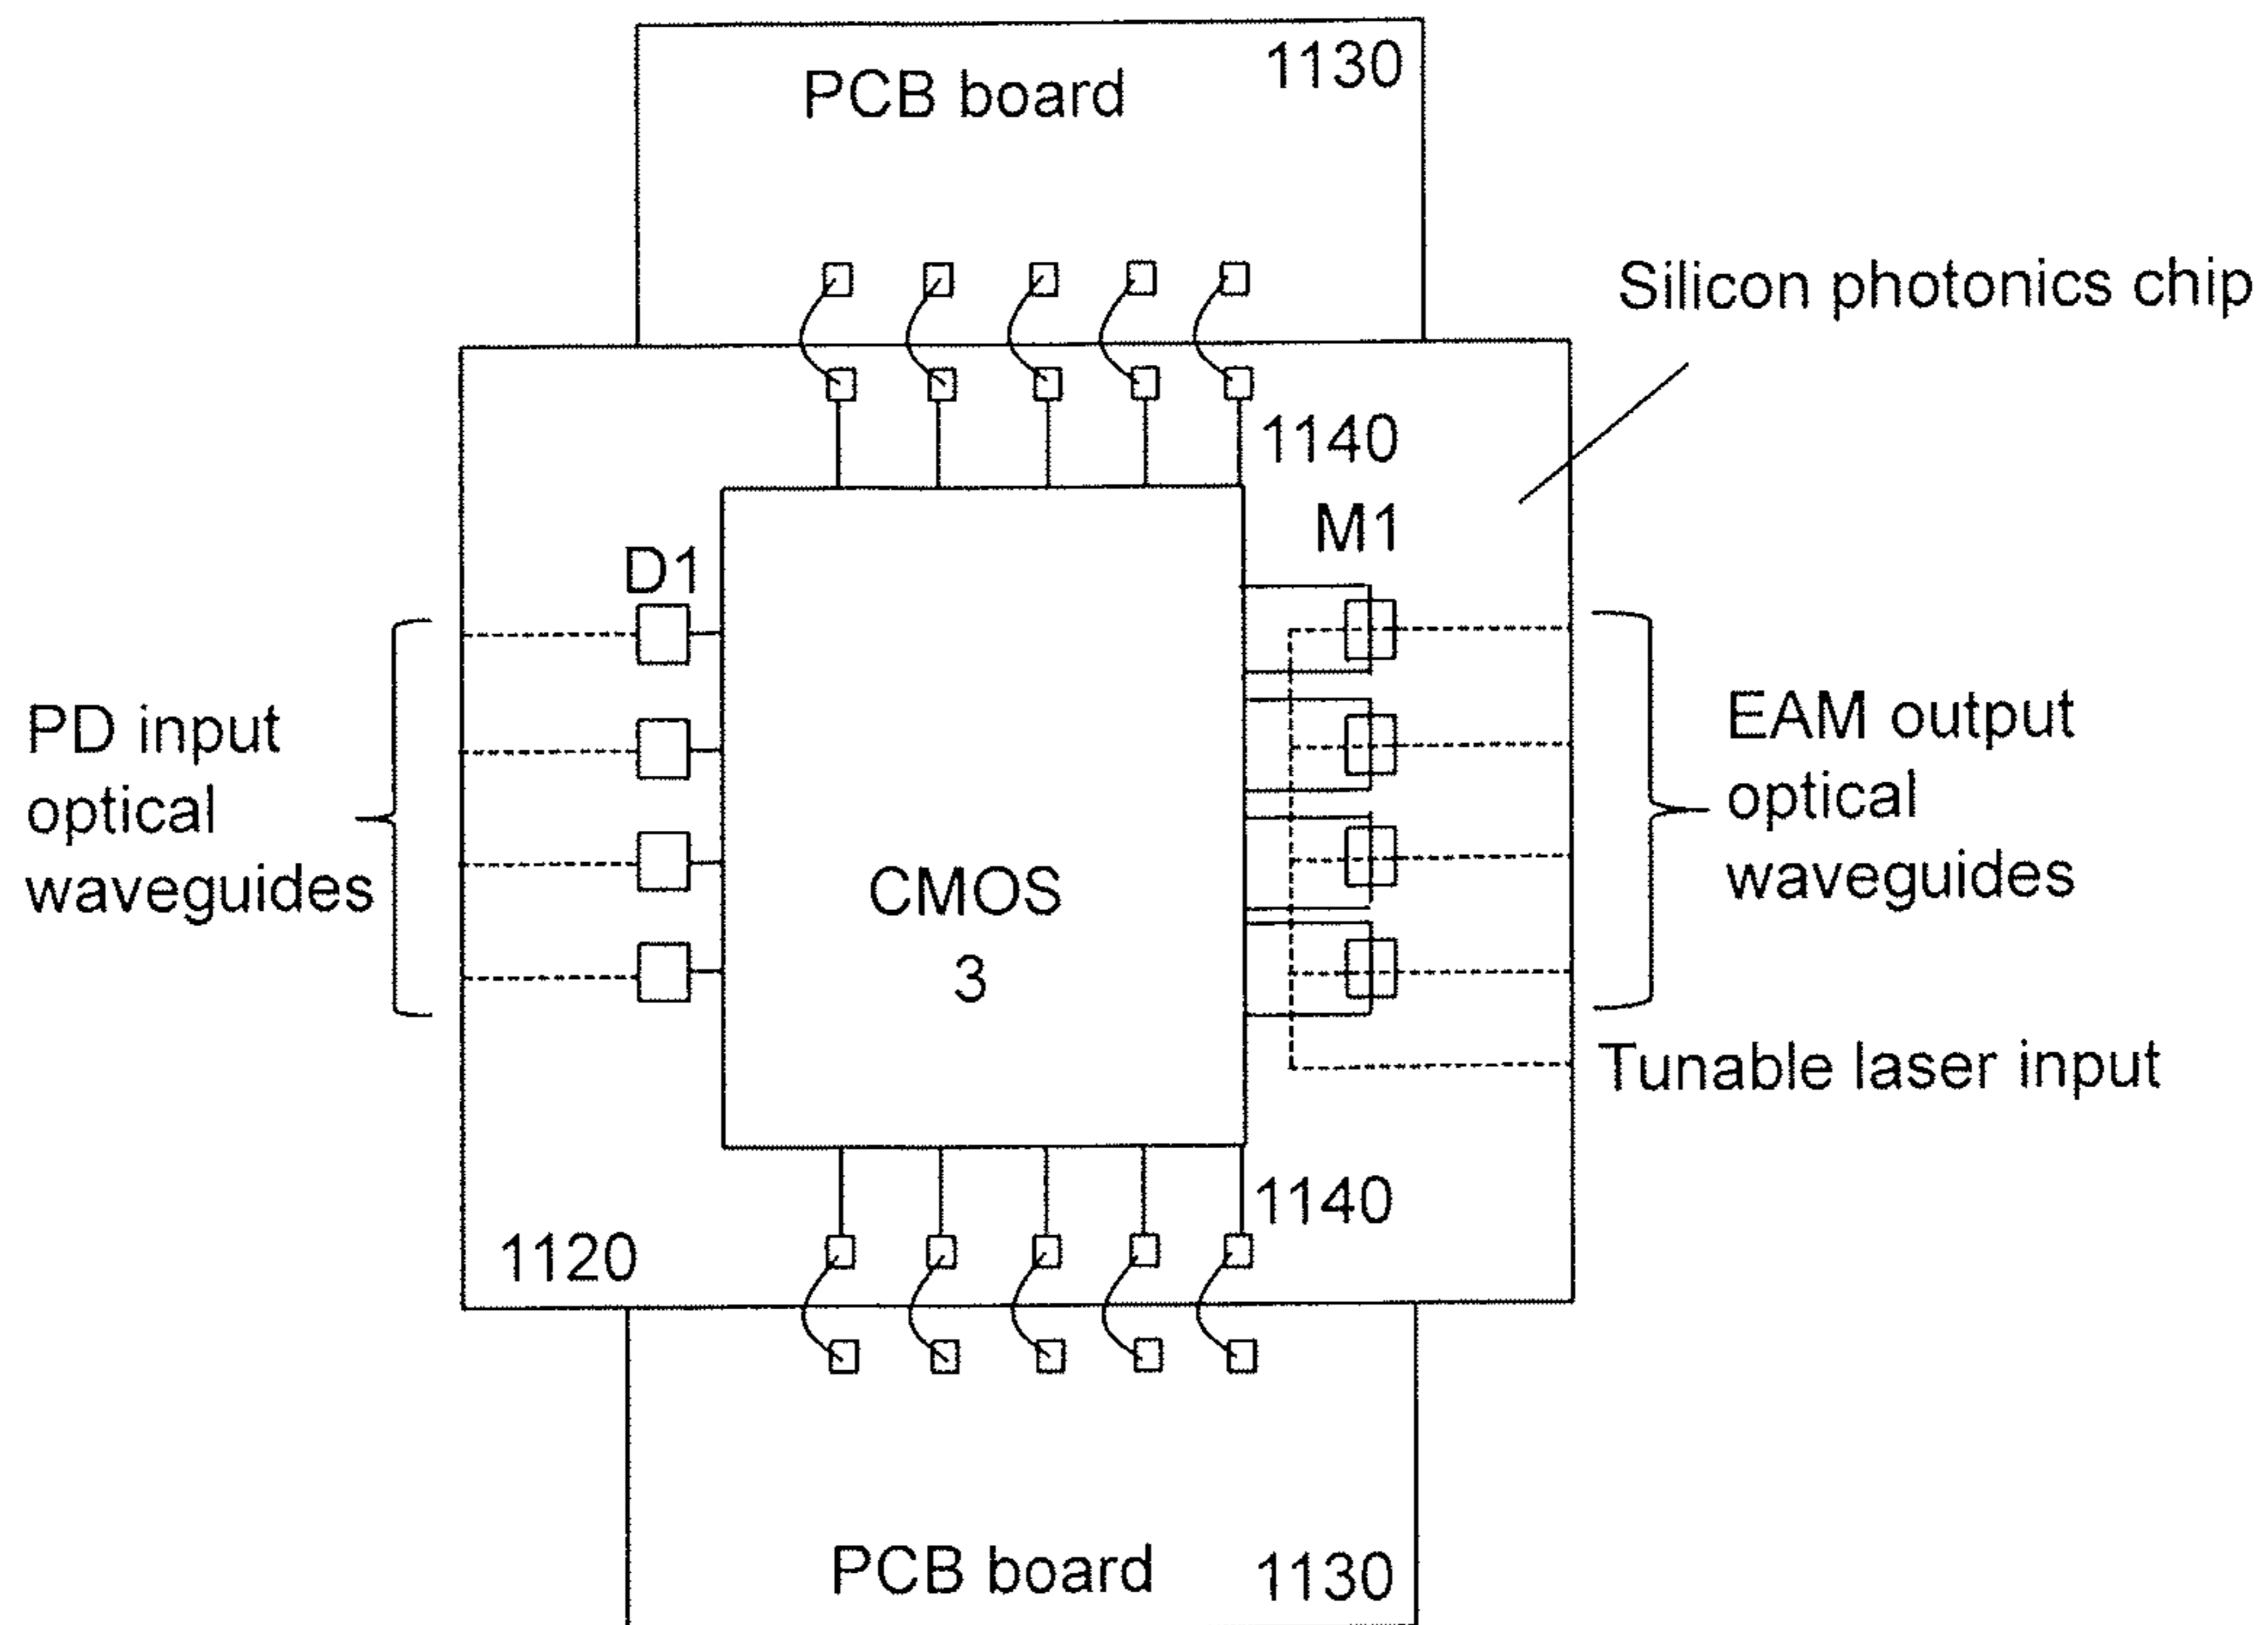 1130
PCB board
Silicon photonics chip
1140
M1
D1
PD input
optical
waveguides
EAM output
optical
waveguides
CMOS
3
Tunable laser input
1140
1120
PCB board
1130